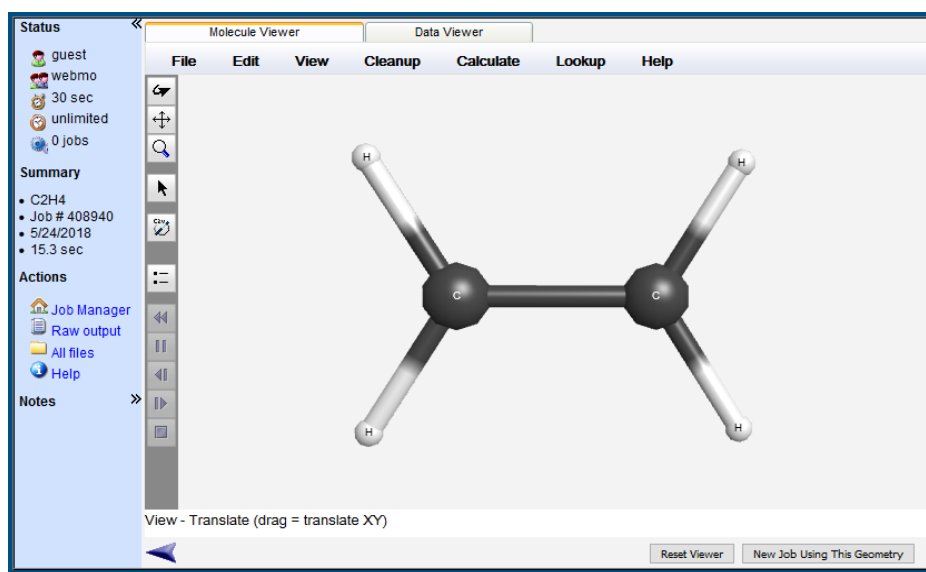 Status
guest
webmo
30 sec
unlimited
0 jobs
Summary
• C2H4
• Job # 408940
• 5/24/2018
• 15.3 sec
Actions
Job Manager
Raw output
All files
Help
Notes
Molecule Viewer
Data Viewer
File Edit View Cleanup Calculate Lookup Help
H
H
C
C
H
H
View - Translate (drag = translate XY)
Reset Viewer
New Job Using This Geometry